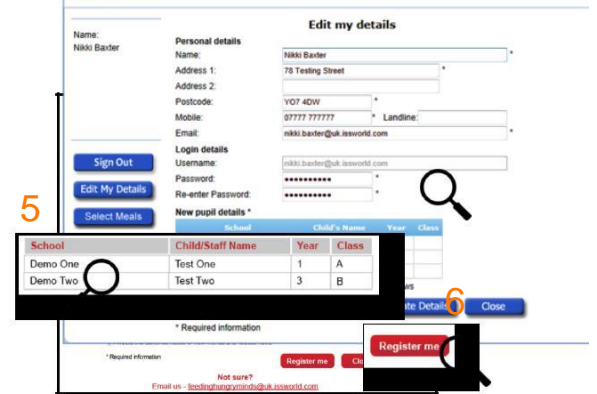 Edit my details
Name:
Nikki Baxter
Personal details
Name: Nikki Baxter *
Address 1: 78 Testing Street *
Address 2:
Postcode: YO7 4DW *
Mobile: 07777 777777 * Landline:
Email: nikki.baxter@uk.issworld.com *
Login details
Username: nikki.baxter@uk.issworld.com
Password: •••••••••• *
Re-enter Password: •••••••••• *
Sign Out
Edit My Details
Select Meals
New pupil details *
School Child's Name Year Class
5
School Child/Staff Name Year Class
Demo One Test One 1 A
Demo Two Test Two 3 B
6
Details Close
* Required information
Register me
* Required information
Register me
Not sure?
Email us - feedinghungryminds@uk.issworld.com